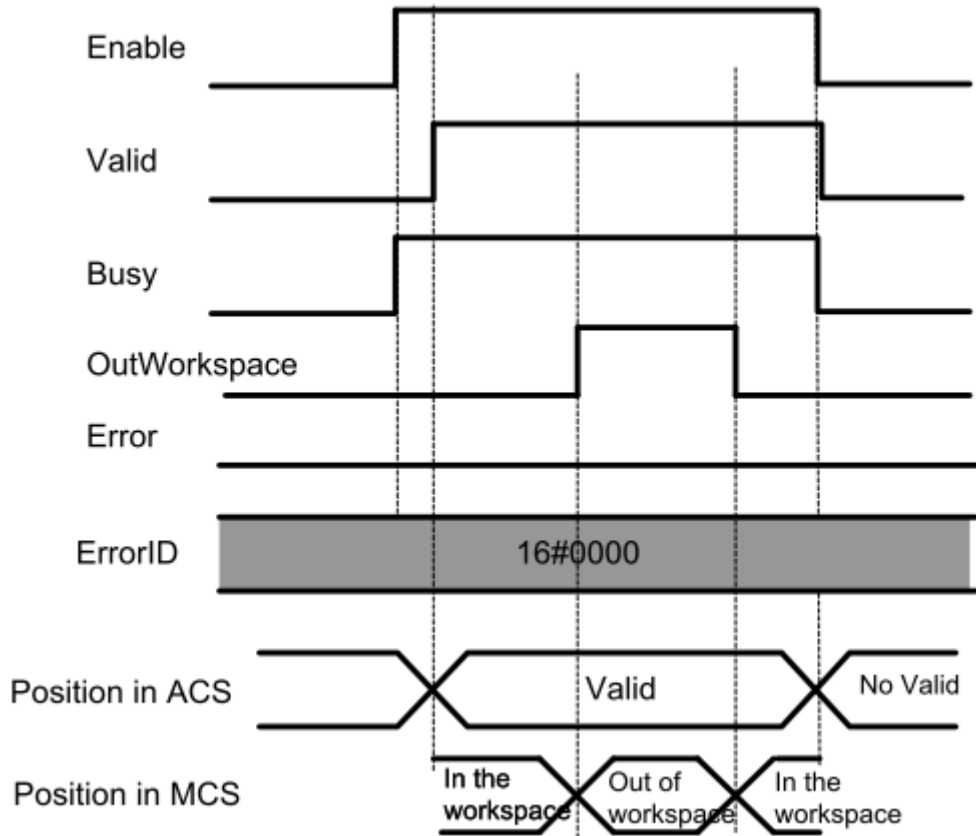 Enable
Valid
Busy
OutWorkspace
Error
ErrorID
16#0000
Position in ACS
Valid
No Valid
Position in MCS
In the
workspace
Out of
workspace
In the
workspace